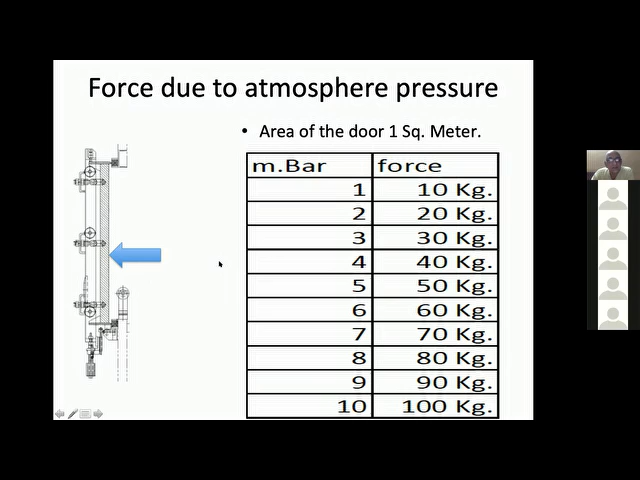 Force due to atmosphere pressure
• Area of the door 1 Sq. Meter.
m.Bar force
1 10 Kg.
2 20 Kg.
3 30 Kg.
4 40 Kg.
5 50 Kg.
6 60 Kg.
7 70 Kg.
8 80 Kg.
9 90 Kg.
10 100 Kg.